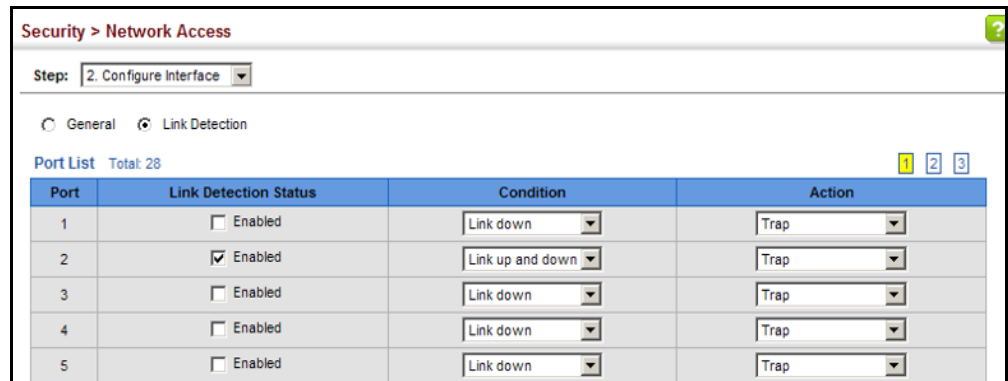 Security > Network Access
?
Step: 2. Configure Interface
General Link Detection
Port List Total: 28 1 2 3
Port Link Detection Status Condition Action
1 Enabled Link down Trap
2 Enabled Link up and down Trap
3 Enabled Link down Trap
4 Enabled Link down Trap
5 Enabled Link down Trap